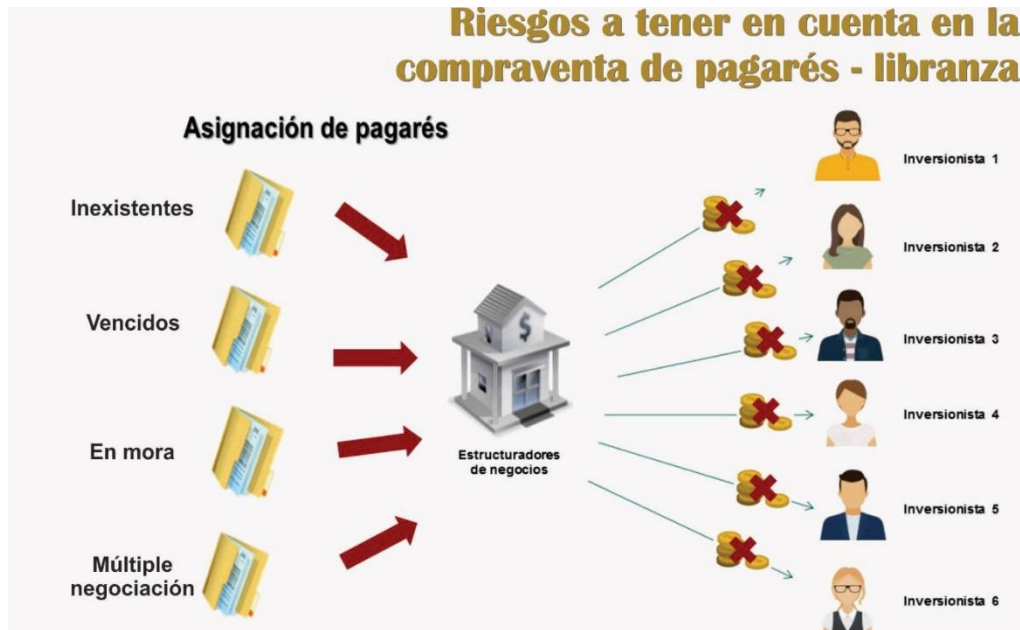 Riesgos a tener en cuenta en la
compraventa de pagarés - libranza
Asignación de pagarés
Inexistentes
Vencidos
En mora
Múltiple
negociación
Estructuradores
de negocios
Inversionista 1
Inversionista 2
Inversionista 3
Inversionista 4
Inversionista 5
Inversionista 6
$